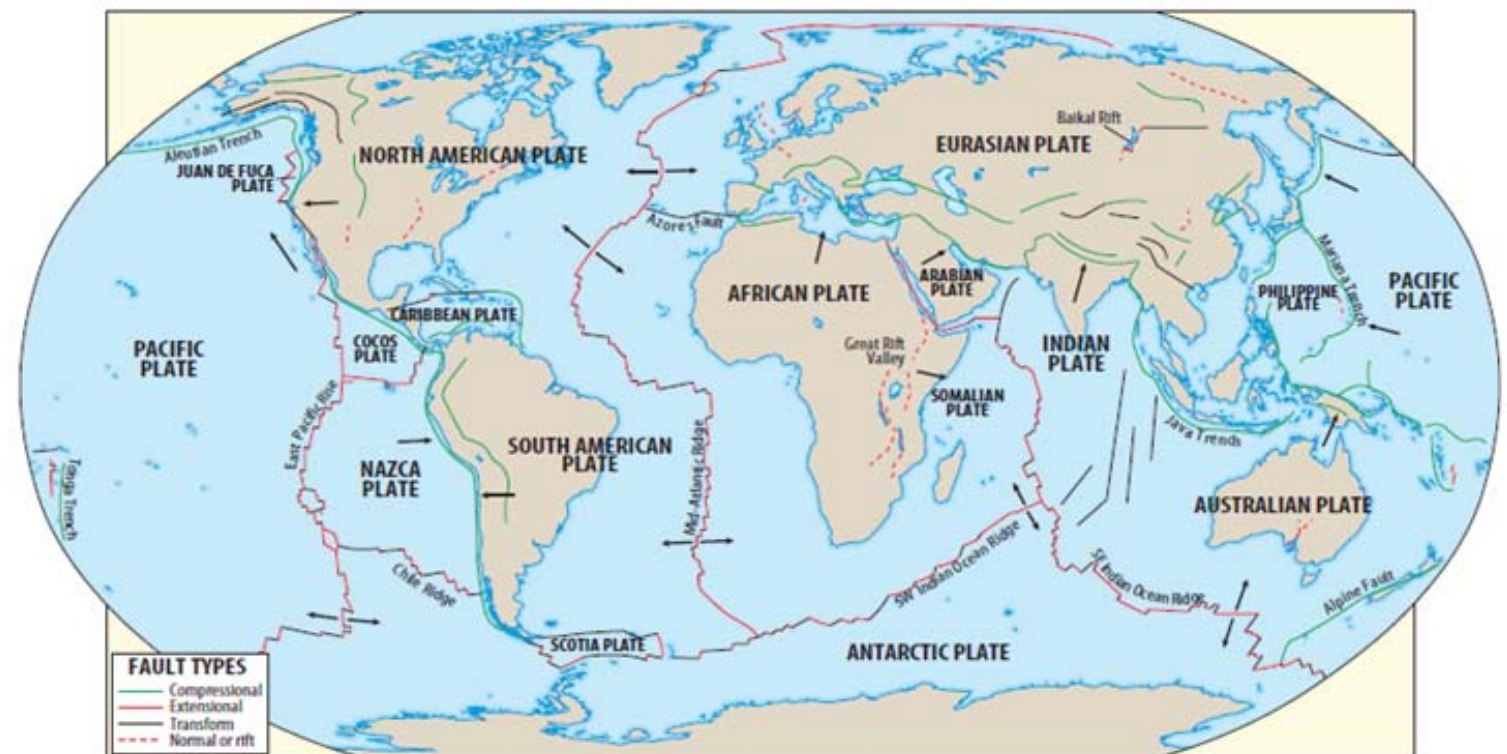 Aleutian Trench
JUAN DE FUCA
PLATE
NORTH AMERICAN PLATE
Baikal Rift
EURASIAN PLATE
Azores Fault
CARIBBEAN PLATE
COCOS
PLATE
PACIFIC
PLATE
AFRICAN PLATE
ARABIAN
PLATE
Great Rift
Valley
SOMALIAN
PLATE
INDIAN
PLATE
PHILIPPINE
PLATE
Mariana Trench
PACIFIC
PLATE
East Pacific Rise
NAZCA
PLATE
SOUTH AMERICAN
PLATE
Mid-Atlantic Ridge
Java Trends
AUSTRALIAN PLATE
Tonga Trench
Chile Ridge
SW Indian Ocean Ridge
SE Indian Ocean Ridge
Alpine Fault
SCOTIA PLATE
ANTARCTIC PLATE
FAULT TYPES
Compressional
Extensional
Transform
Normal or rift